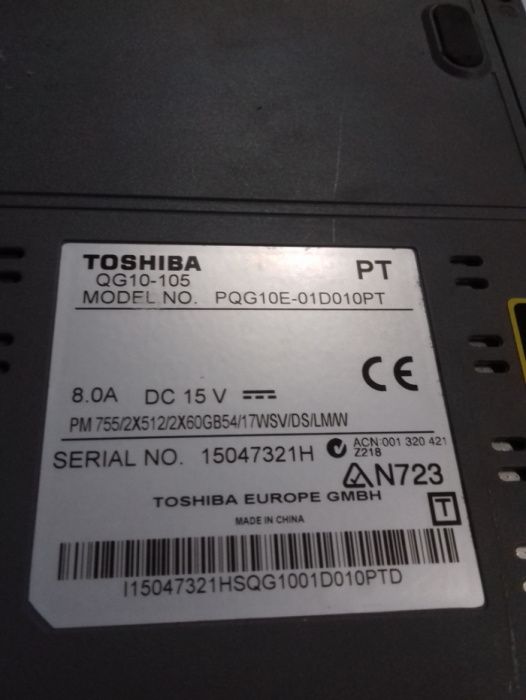 TOSHIBA PT
QG10-105
MODEL NO. PQG10E-01D010PT
CE
8.0A DC 15 V
PM 755/2X512/2X60GB54/17WSV/DS/LMW
SERIAL NO. 15047321H
ACN:001 320 421
Z218
N723
TOSHIBA EUROPE GMBH
T
MADE IN CHINA
I15047321HSQG1001D010PTD